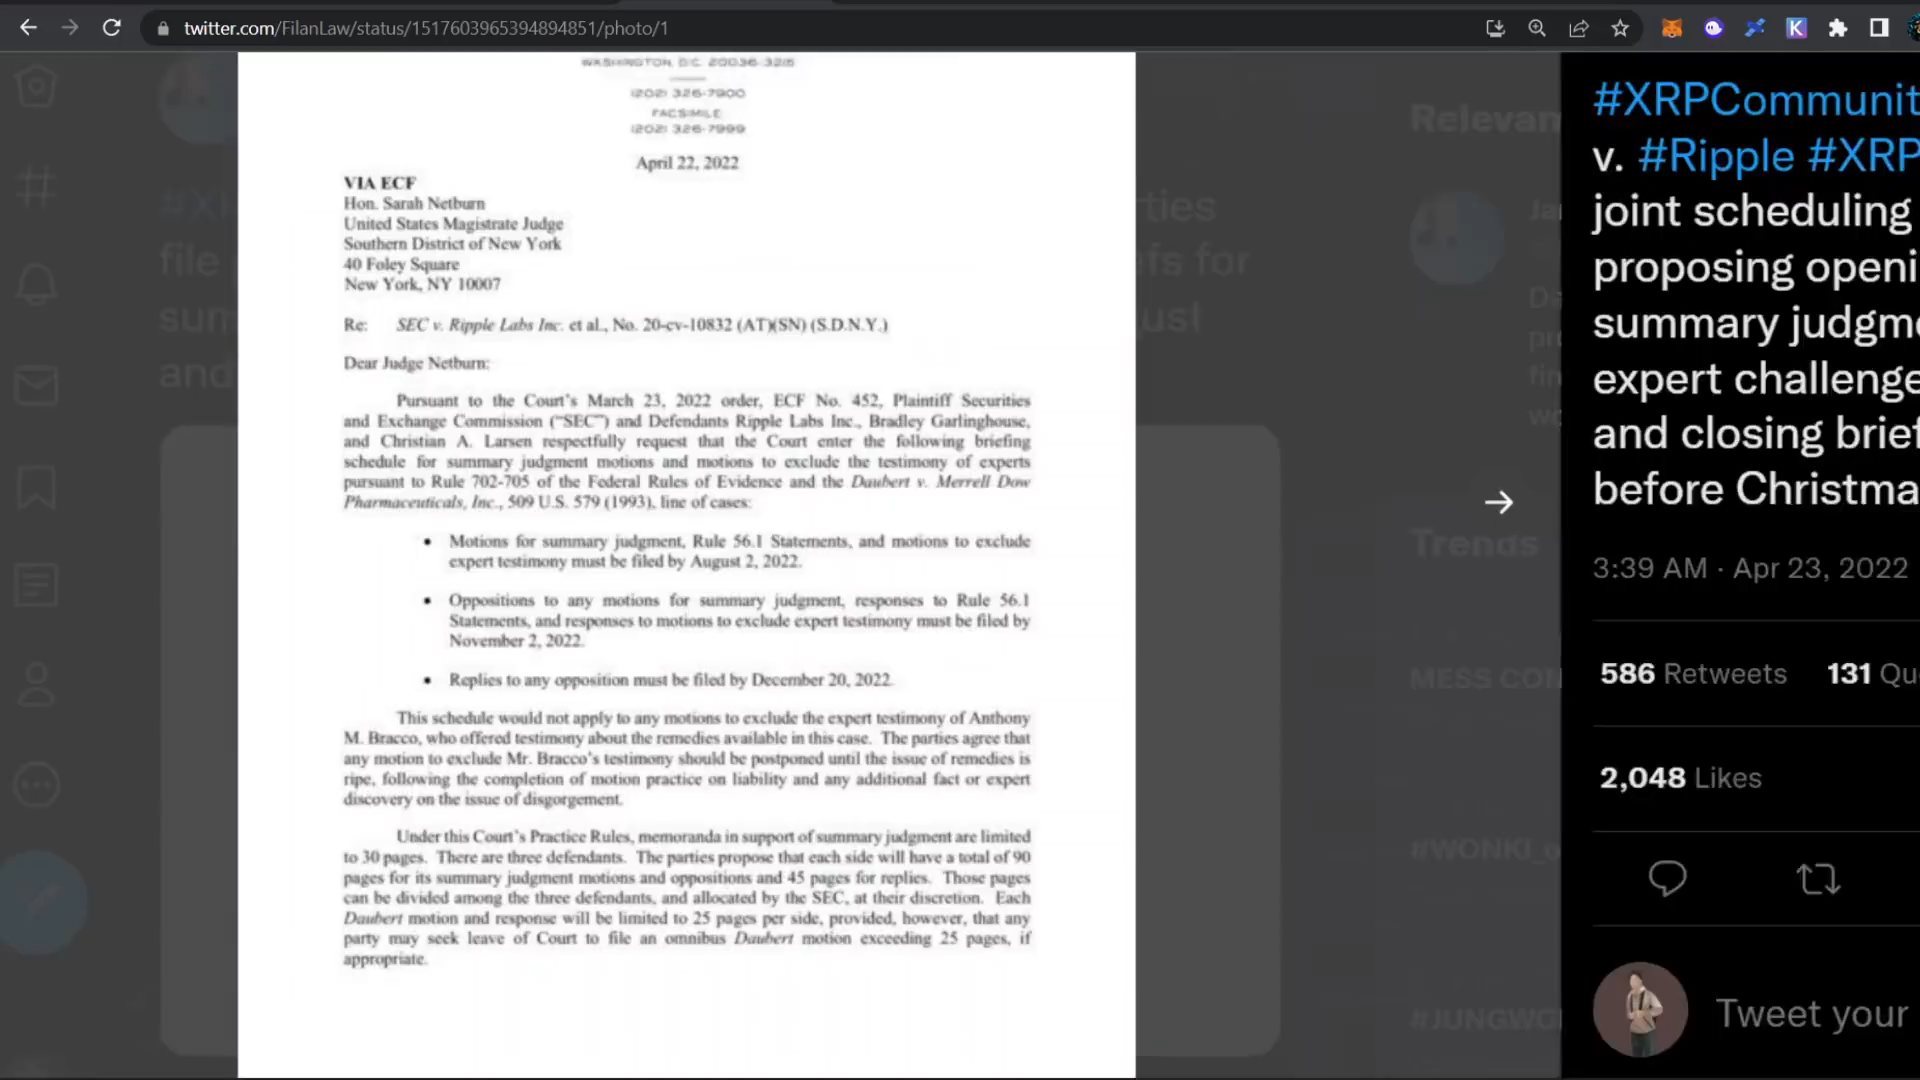 twitter.com/FilanLaw/status/1517603965394894851/photo/1
WASHINGTON, D.C. 20036-3215
(202) 326-7900
FACSIMILE:
(202) 326-7999
April 22, 2022
VIA ECF
Hon. Sarah Netburn
United States Magistrate Judge
Southern District of New York
40 Foley Square
New York, NY 10007
Re: SEC v. Ripple Labs Inc. et al., No. 20-cv-10832 (AT)(SN) (S.D.N.Y.)
Dear Judge Netburn:
Pursuant to the Court's March 23, 2022 order, ECF No. 452, Plaintiff Securities
and Exchange Commission ("SEC") and Defendants Ripple Labs Inc., Bradley Garlinghouse,
and Christian A. Larsen respectfully request that the Court enter the following briefing
schedule for summary judgment motions and motions to exclude the testimony of experts
pursuant to Rule 702-705 of the Federal Rules of Evidence and the Daubert v. Merrell Dow
Pharmaceuticals, Inc., 509 U.S. 579 (1993), line of cases:
• Motions for summary judgment, Rule 56.1 Statements, and motions to exclude
expert testimony must be filed by August 2, 2022.
• Oppositions to any motions for summary judgment, responses to Rule 56.1
Statements, and responses to motions to exclude expert testimony must be filed by
November 2, 2022.
• Replies to any opposition must be filed by December 20, 2022.
This schedule would not apply to any motions to exclude the expert testimony of Anthony
M. Bracco, who offered testimony about the remedies available in this case. The parties agree that
any motion to exclude Mr. Bracco's testimony should be postponed until the issue of remedies is
ripe, following the completion of motion practice on liability and any additional fact or expert
discovery on the issue of disgorgement.
Under this Court's Practice Rules, memoranda in support of summary judgment are limited
to 30 pages. There are three defendants. The parties propose that each side will have a total of 90
pages for its summary judgment motions and oppositions and 45 pages for replies. Those pages
can be divided among the three defendants, and allocated by the SEC, at their discretion. Each
Daubert motion and response will be limited to 25 pages per side, provided, however, that any
party may seek leave of Court to file an omnibus Daubert motion exceeding 25 pages, if
appropriate.
#XRPCommunit
v. #Ripple #XRP
joint scheduling
proposing openi
summary judgme
expert challenge
and closing brief
before Christma
3:39 AM · Apr 23, 2022
586 Retweets 131 Qu
2,048 Likes
Tweet your
file
sum
and
ties
efs for
ust
Relevan
Trends
MESS CON
#WONKI_
#JUNGWO